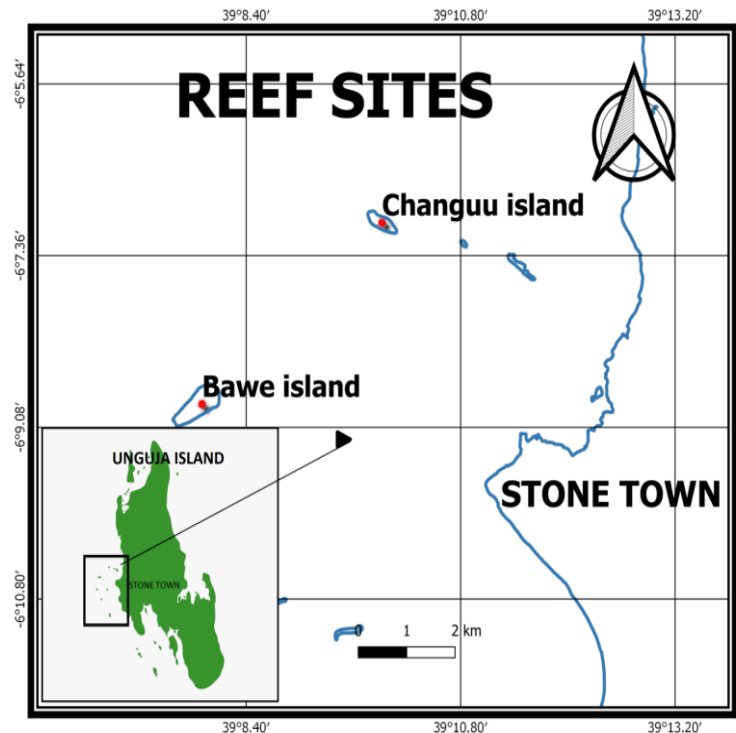 39°8.40′ 39°10.80′ 39°13.20′
-6°5.64′
REEF SITES
Changuu island
-6°7.36′
Bawe island
-6°9.08′
UNGUJA ISLAND
STONE TOWN
STONE TOWN
-6°10.80′
0 1 2 km
39°8.40′ 39°10.80′ 39°13.20′